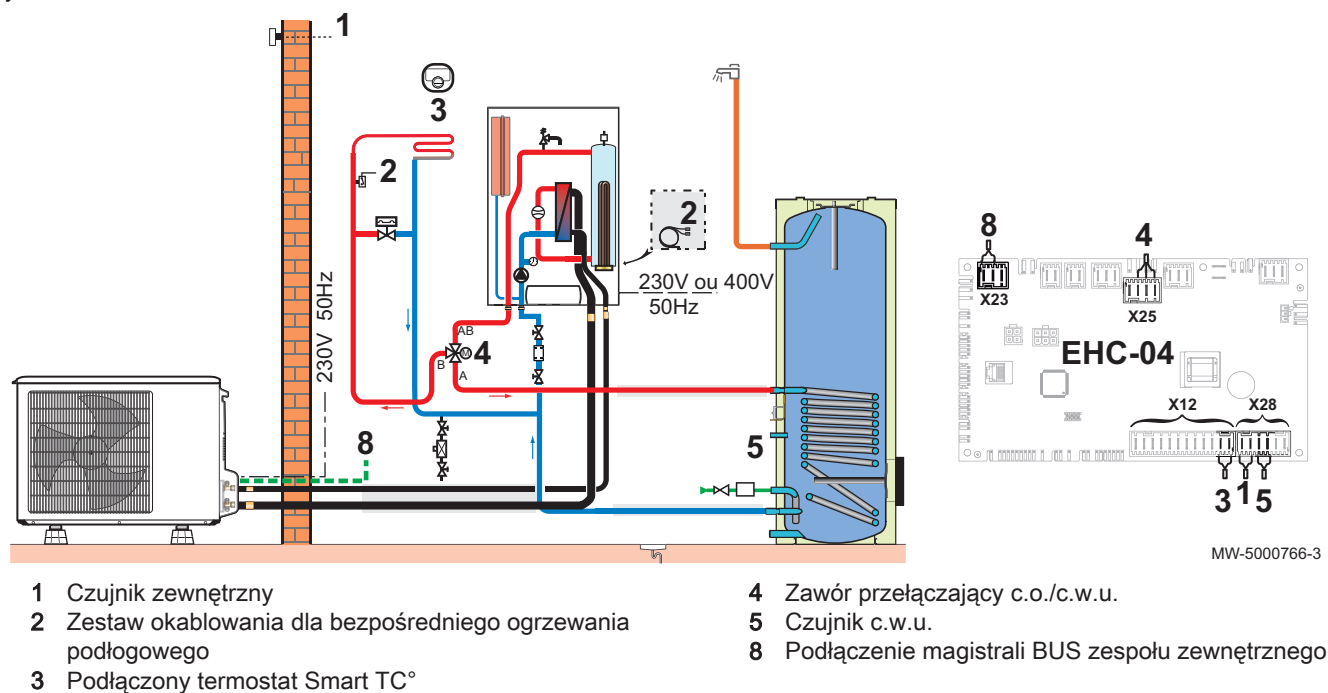 1
3
2
2
230V ou 400V
50Hz
230V 50Hz
AB
B
4
A
8
5
8
4
X23
X25
EHC-04
X12
X28
3
1
5
MW-5000766-3
1 Czujnik zewnętrzny
2 Zestaw okablowania dla bezpośredniego ogrzewania
podłogowego
3 Podłączony termostat Smart TC°
4 Zawór przełączający c.o./c.w.u.
5 Czujnik c.w.u.
8 Podłączenie magistrali BUS zespołu zewnętrznego